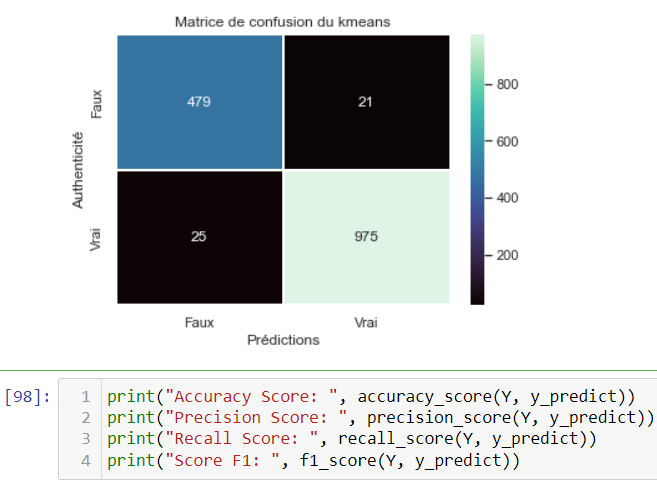 Matrice de confusion du kmeans
Authenticité
Faux
479
21
Vrai
25
975
Faux
Vrai
Prédictions
800
600
400
200
[98]:
1 print("Accuracy Score: ", accuracy_score(Y, y_predict))
2 print("Precision Score: ", precision_score(Y, y_predict))
3 print("Recall Score: ", recall_score(Y, y_predict))
4 print("Score F1: ", f1_score(Y, y_predict))